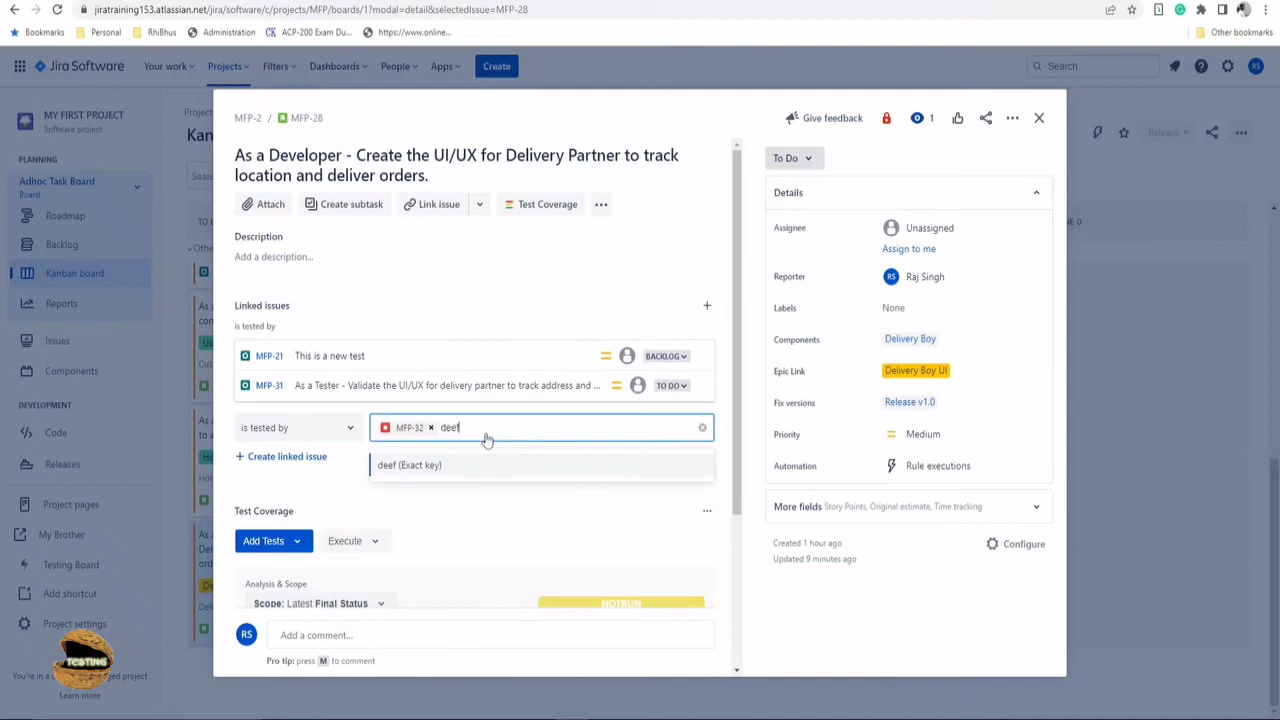 jiratraining153.atlassian.net/jira/software/c/projects/MFP/boards/1?modal=detail&selectedIssue=MFP-28
Bookmarks Personal RhiBhus Administration ACP-200 Exam Du... https://www.online... Other bookmarks
Jira Software Your work Projects Filters Dashboards People Apps Create Search RS
MY FIRST PROJECT
Software project
PLANNING
Adhoc Task Board
Board
Roadmap
Backlog
Kanban board
Reports
Issues
Components
DEVELOPMENT
Code
Releases
Project pages
My Brother
Testing Board
Add shortcut
Project settings
TESTING
Learn more
Release
MFP-2 / MFP-28
Give feedback 1
As a Developer - Create the UI/UX for Delivery Partner to track
location and deliver orders.
Attach Create subtask Link issue Test Coverage
Description
Add a description...
Linked issues
is tested by
MFP-21 This is a new test BACKLOG
MFP-31 As a Tester - Validate the UI/UX for delivery partner to track address and ... TO DO
is tested by MFP-32 × deef
+ Create linked issue
deef (Exact key)
Test Coverage
Add Tests Execute
Analysis & Scope
Scope: Latest Final Status NOTRUN
RS Add a comment...
Pro tip: press M to comment
To Do
Details
Assignee Unassigned
Assign to me
Reporter RS Raj Singh
Labels None
Components Delivery Boy
Epic Link Delivery Boy UI
Fix versions Release v1.0
Priority Medium
Automation Rule executions
More fields Story Points, Original estimate, Time tracking
Created 1 hour ago Configure
Updated 9 minutes ago